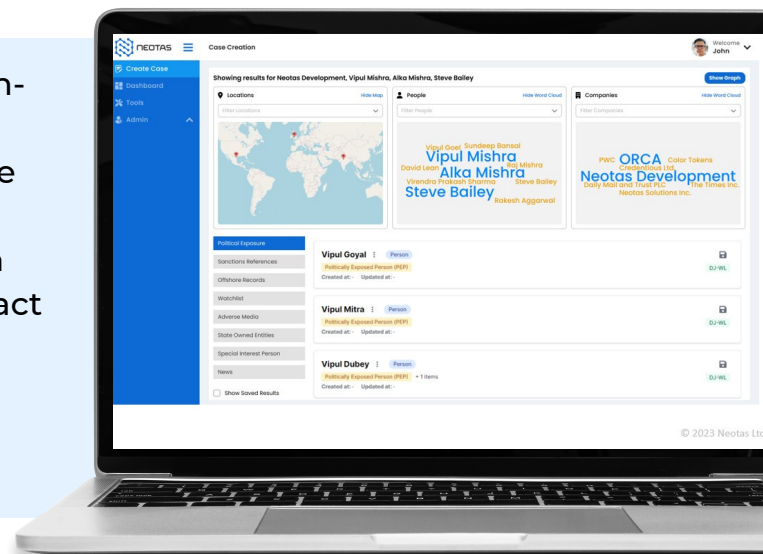 n-
e
n
act
NEOTAS
Case Creation
Welcome
John
Create Case
Dashboard
Tools
Admin
Showing results for Neotas Development, Vipul Mishra, Alka Mishra, Steve Bailey
Show Graph
Locations
Hide Map
Filter Locations
People
Hide Word Cloud
Filter People
Vipul Goel Sundeep Bansal
Vipul Mishra
David Lean Raj Mishra
Alka Mishra
Virendra Prakash Sharma Steve Bailey
Steve Bailey
Rakesh Aggarwal
Companies
Hide Word Cloud
Filter Companies
PWC ORCA Color Tokens
Credentious Ltd
Neotas Development
Daily Mail and Trust PLC The Times Inc.
Neotas Solutions Inc.
Political Exposure
Sanctions References
Offshore Records
Watchlist
Adverse Media
State Owned Entities
Special Interest Person
News
Show Saved Results
Vipul Goyal Person
Politically Exposed Person (PEP)
Created at: - Updated at: -
DJ-WL
Vipul Mitra Person
Politically Exposed Person (PEP)
Created at: - Updated at: -
DJ-WL
Vipul Dubey Person
Politically Exposed Person (PEP) + 1 items
Created at: - Updated at: -
DJ-WL
© 2023 Neotas Ltd